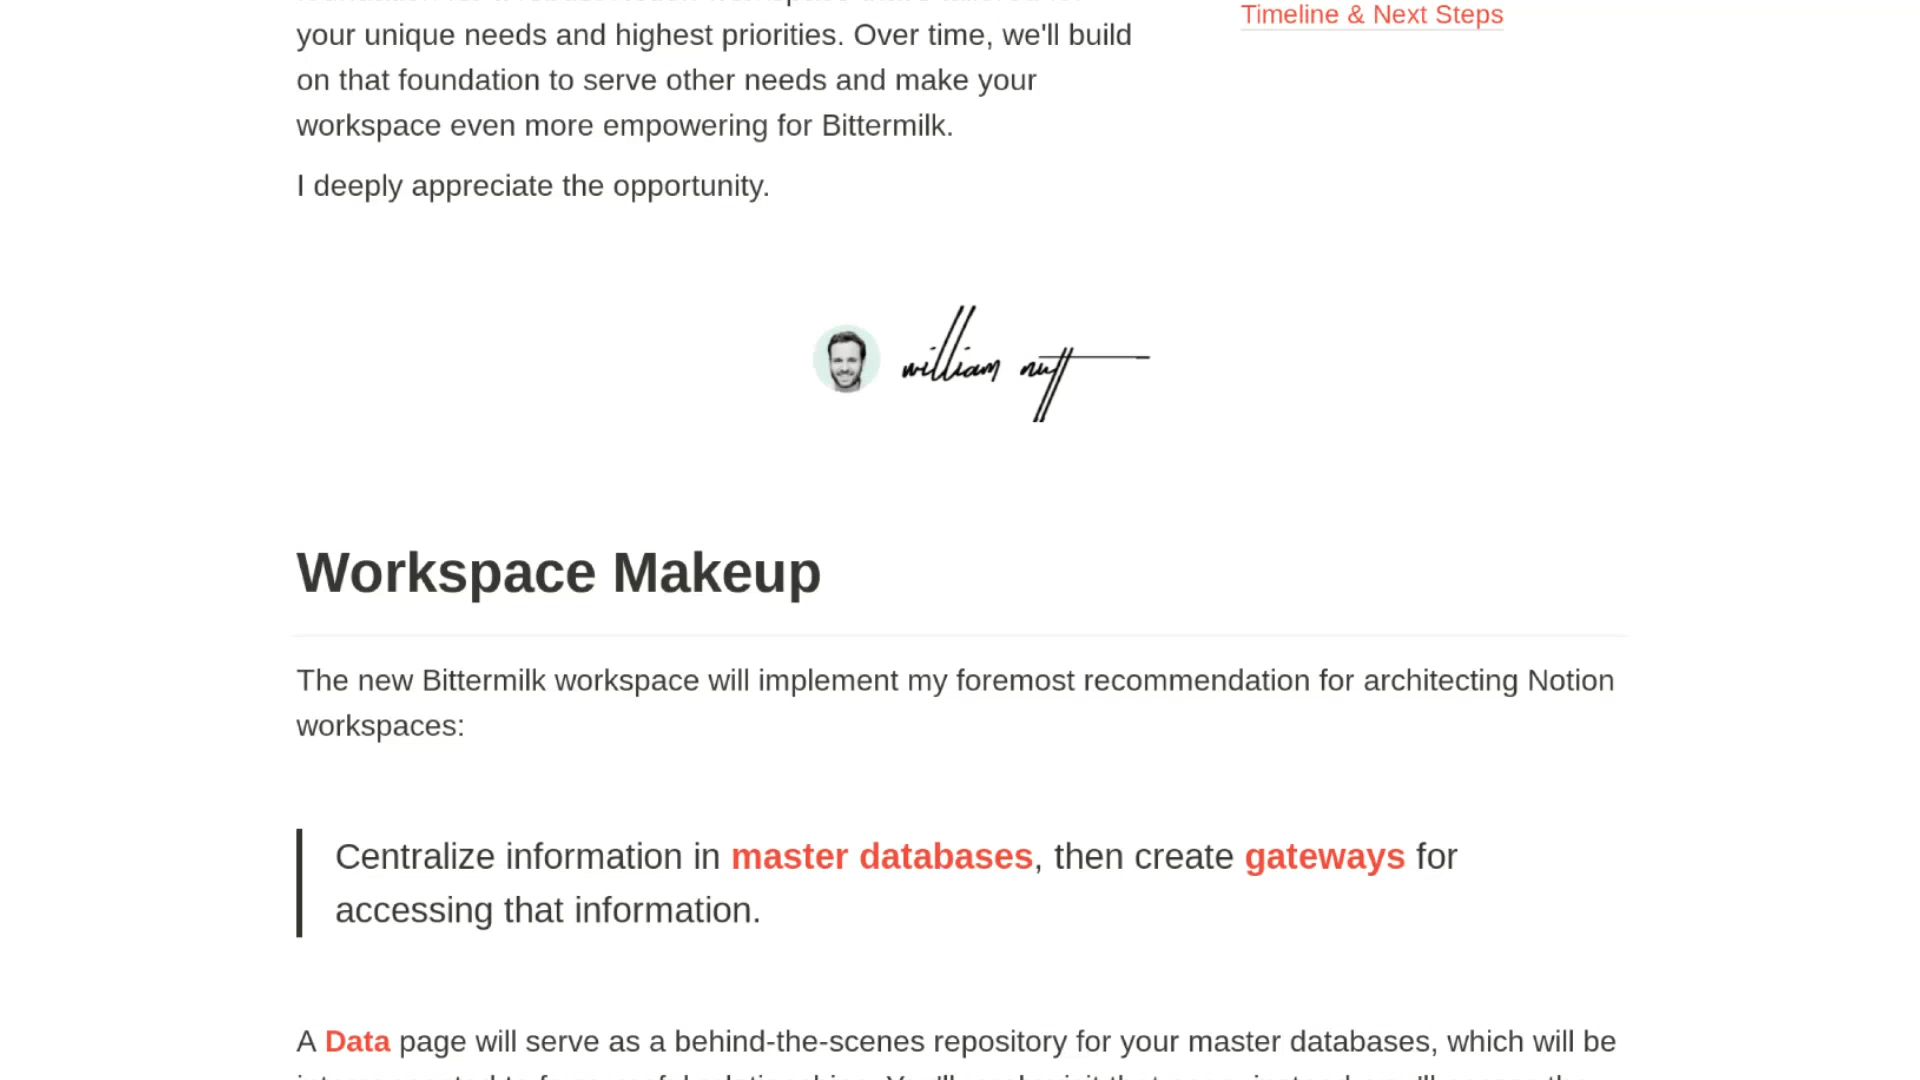 Timeline & Next Steps
your unique needs and highest priorities. Over time, we'll build
on that foundation to serve other needs and make your
workspace even more empowering for Bittermilk.
I deeply appreciate the opportunity.
william nutt
Workspace Makeup
The new Bittermilk workspace will implement my foremost recommendation for architecting Notion
workspaces:
Centralize information in master databases, then create gateways for
accessing that information.
A Data page will serve as a behind-the-scenes repository for your master databases, which will be